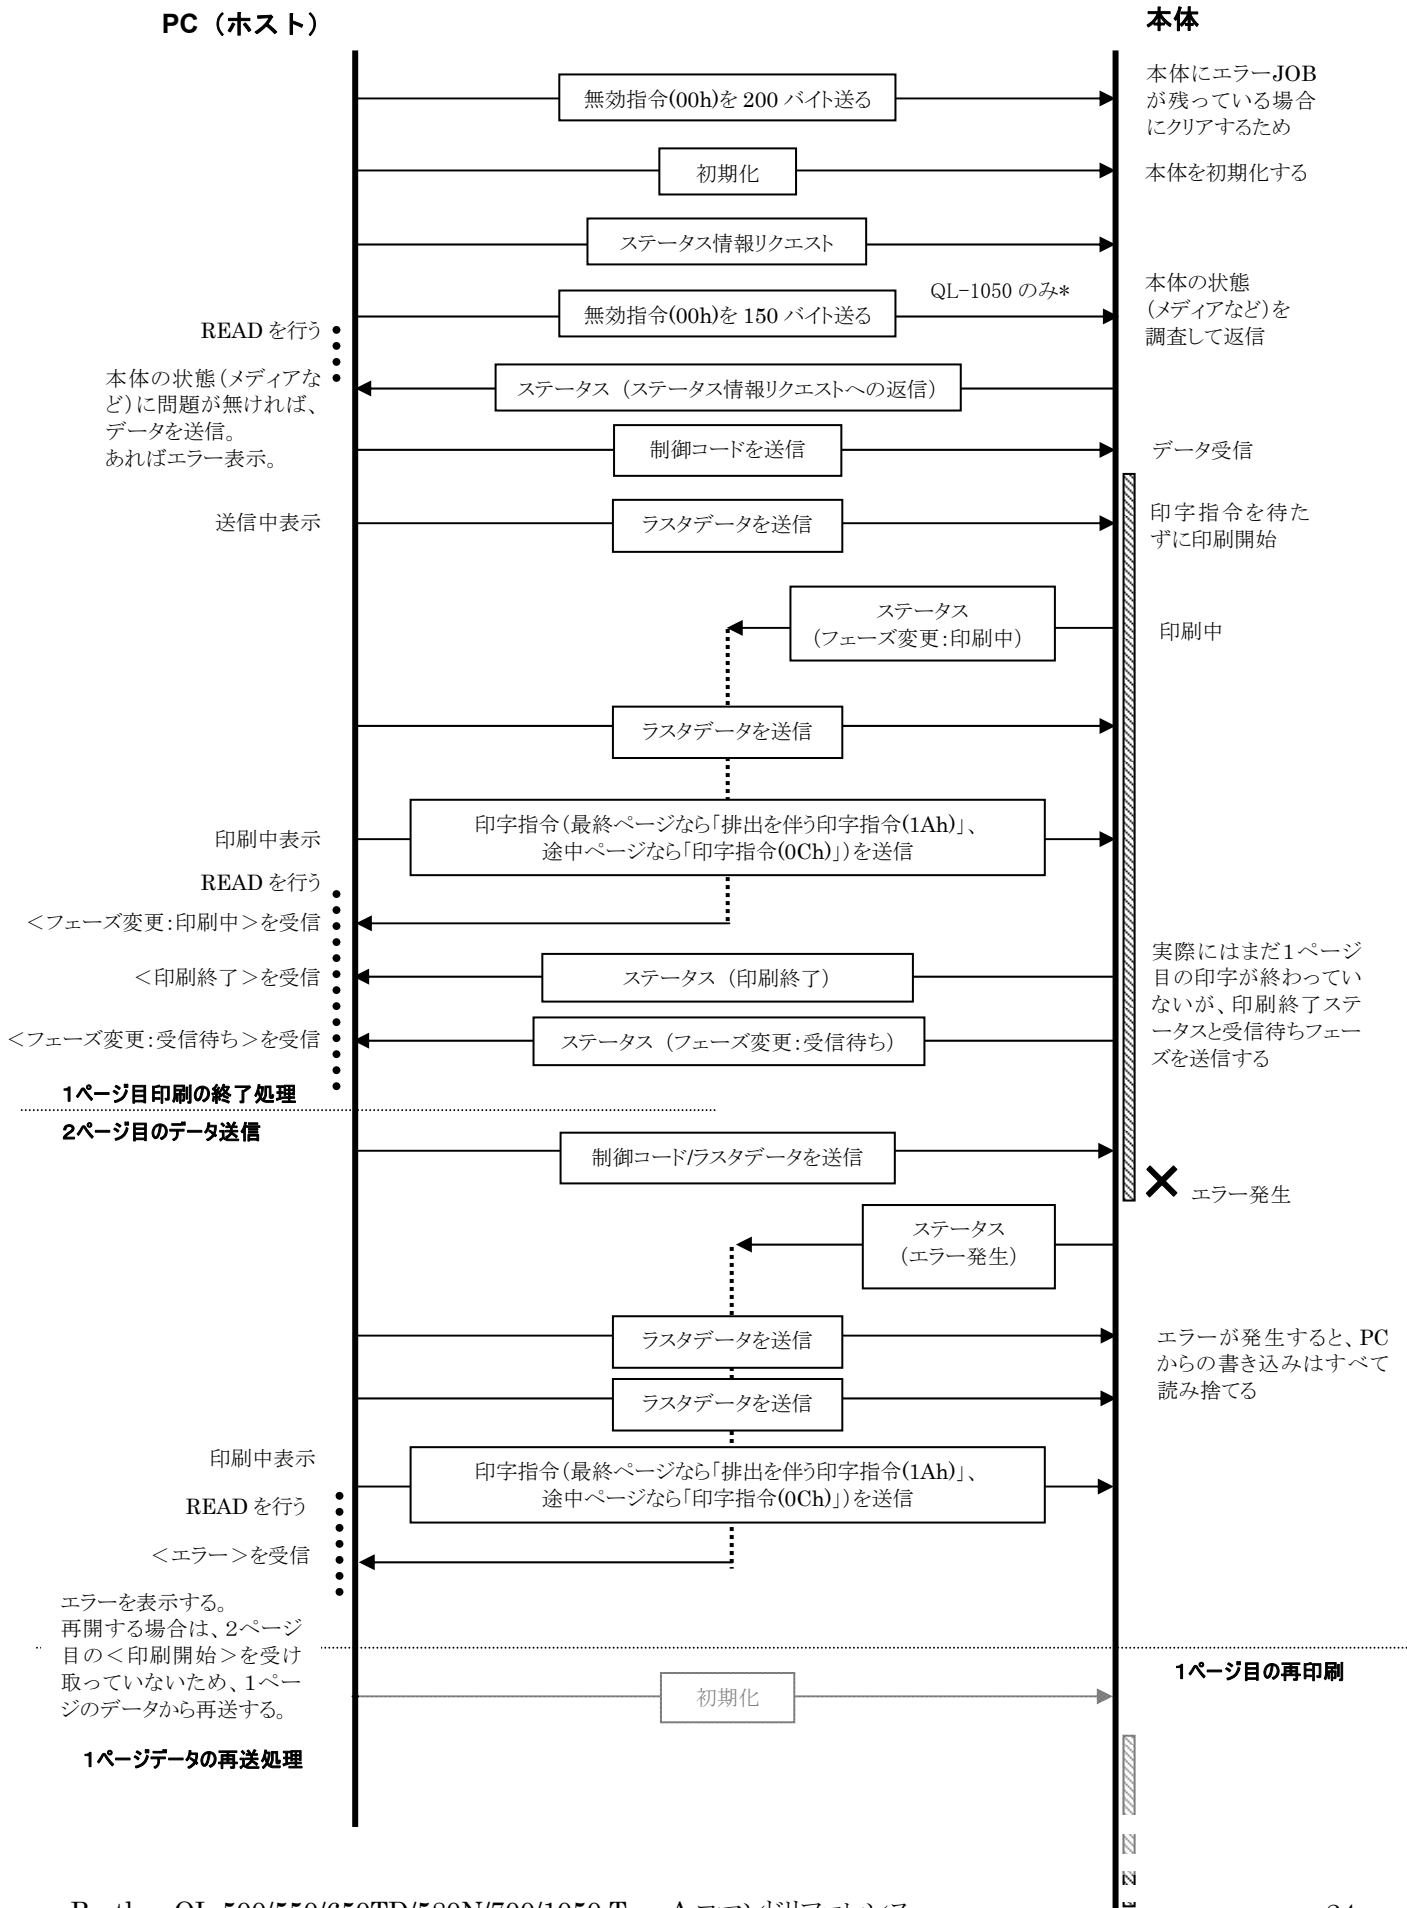 PC（ホスト）
本体
無効指令(00h)を 200 バイト送る
本体にエラーJOB
が残っている場合
にクリアするため
初期化
本体を初期化する
ステータス情報リクエスト
QL-1050 のみ*
無効指令(00h)を 150 バイト送る
本体の状態
（メディアなど）を
調査して返信
READ を行う
本体の状態（メディアな
ど）に問題が無ければ、
データを送信。
あればエラー表示。
ステータス（ステータス情報リクエストへの返信）
制御コードを送信
データ受信
送信中表示
ラスタデータを送信
印字指令を待た
ずに印刷開始
ステータス
（フェーズ変更：印刷中）
印刷中
ラスタデータを送信
印刷中表示
印字指令（最終ページなら「排出を伴う印字指令(1Ah)」、
途中ページなら「印字指令(0Ch)」）を送信
READ を行う
＜フェーズ変更：印刷中＞を受信
＜印刷終了＞を受信
ステータス（印刷終了）
実際にはまだ１ページ
目の印字が終わってい
ないが、印刷終了ステ
ータスと受信待ちフェー
ズを送信する
＜フェーズ変更：受信待ち＞を受信
ステータス（フェーズ変更：受信待ち）
1ページ目印刷の終了処理
2ページ目のデータ送信
制御コード/ラスタデータを送信
エラー発生
ステータス
（エラー発生）
ラスタデータを送信
エラーが発生すると、PC
からの書き込みはすべて
読み捨てる
ラスタデータを送信
印刷中表示
印字指令（最終ページなら「排出を伴う印字指令(1Ah)」、
途中ページなら「印字指令(0Ch)」）を送信
READ を行う
＜エラー＞を受信
エラーを表示する。
再開する場合は、２ページ
目の＜印刷開始＞を受け
取っていないため、１ペー
ジのデータから再送する。
1ページ目の再印刷
初期化
1ページデータの再送処理